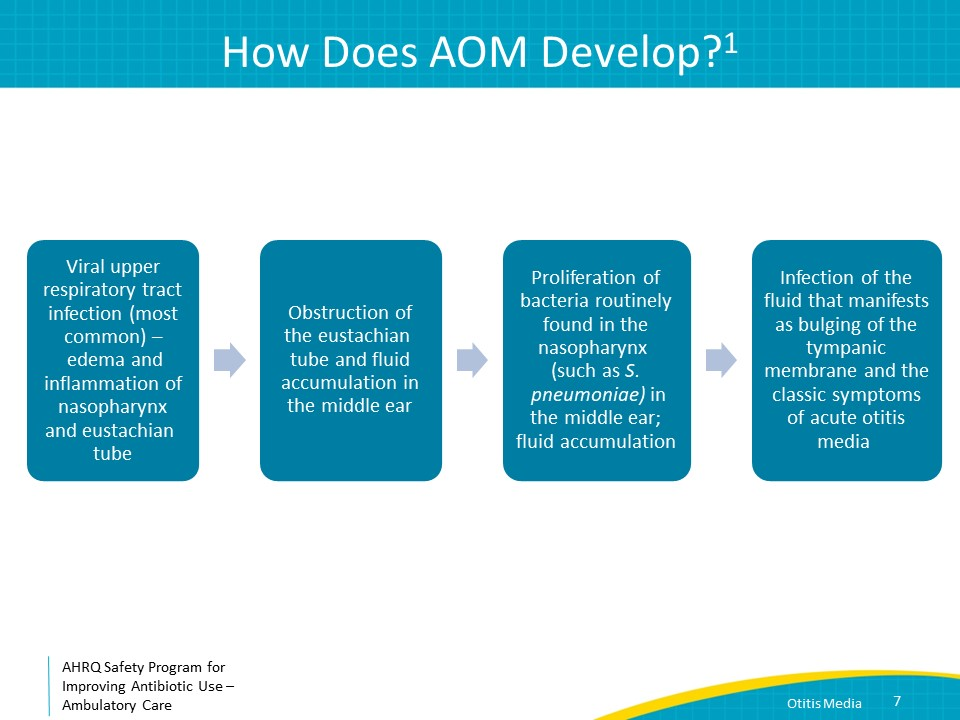 How Does AOM Develop?1
Viral upper
respiratory tract
infection (most
common) –
edema and
inflammation of
nasopharynx
and eustachian
tube
Obstruction of
the eustachian
tube and fluid
accumulation in
the middle ear
Proliferation of
bacteria routinely
found in the
nasopharynx
(such as S.
pneumoniae) in
the middle ear;
fluid accumulation
Infection of the
fluid that manifests
as bulging of the
tympanic
membrane and the
classic symptoms
of acute otitis
media
AHRQ Safety Program for
Improving Antibiotic Use –
Ambulatory Care
Otitis Media 7